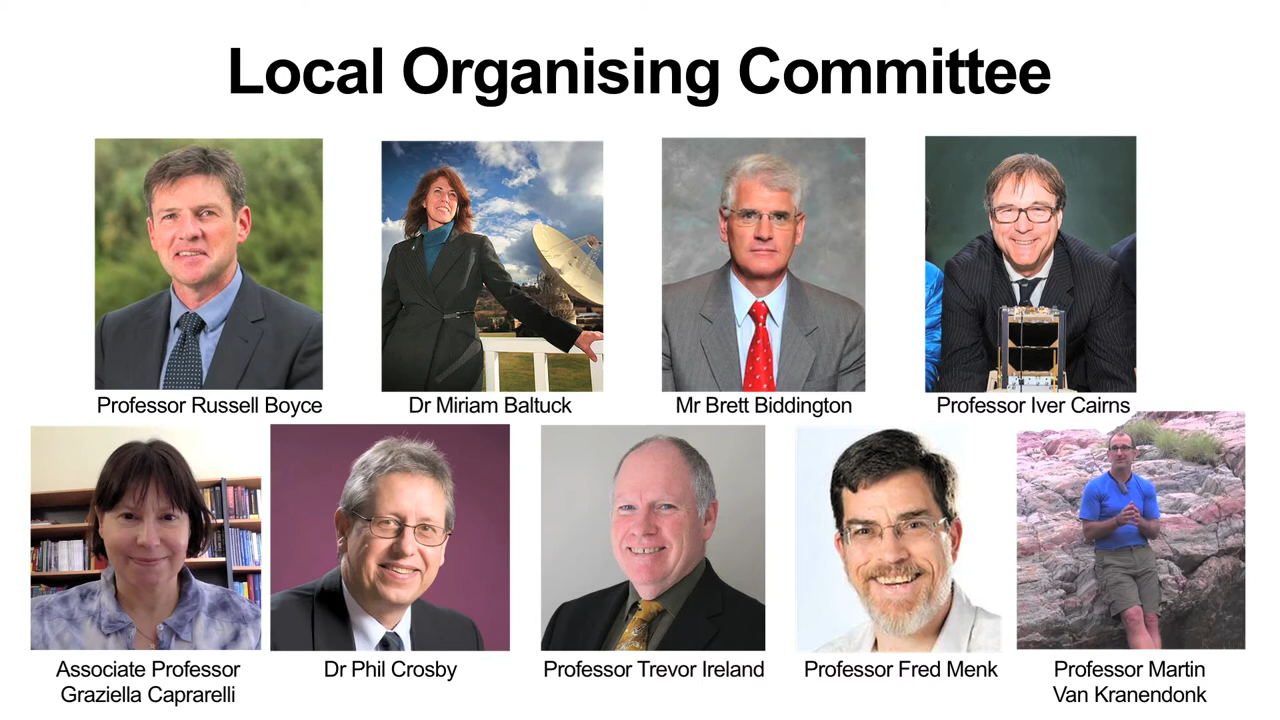 Local Organising Committee
Professor Russell Boyce
Dr Miriam Baltuck
Mr Brett Biddington
Professor Iver Cairns
Associate Professor
Graziella Caprarelli
Dr Phil Crosby
Professor Trevor Ireland
Professor Fred Menk
Professor Martin
Van Kranendonk